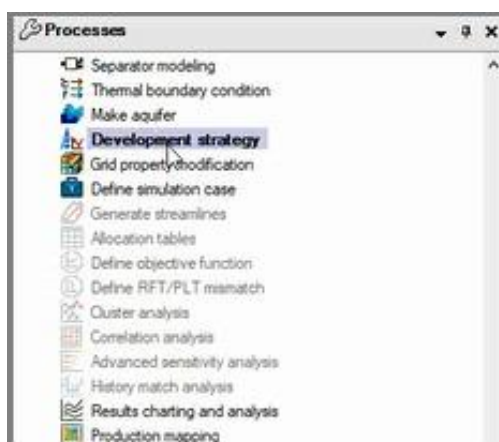 Processes
Separator modeling
Thermal boundary condition
Make aquifer
Development strategy
Grid property modification
Define simulation case
Generate streamlines
Allocation tables
Define objective function
Define RFT/PLT mismatch
Cluster analysis
Correlation analysis
Advanced sensitivity analysis
History match analysis
Results charting and analysis
Production mapping